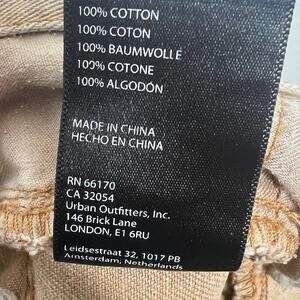 100% COTTON
100% COTON
100% BAUMWOLLE
100% COTONE
100% ALGODÓN
MADE IN CHINA
HECHO EN CHINA
RN 66170
CA 32054
Urban Outfitters, Inc.
146 Brick Lane
LONDON, E1 6RU
Leidsestraat 32, 1017 PB
Amsterdam, Netherlands